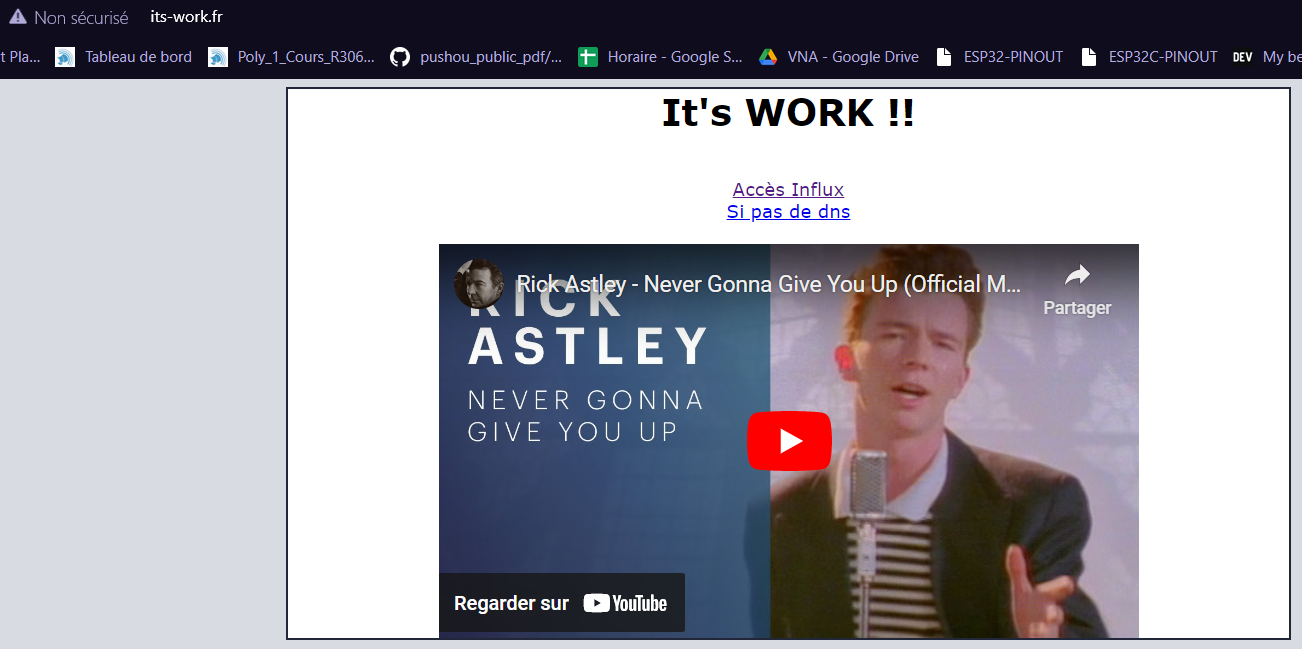 Non sécurisé its-work.fr
t Pla... Tableau de bord Poly_1_Cours_R306... pushou_public_pdf/... Horaire - Google S... VNA - Google Drive ESP32-PINOUT ESP32C-PINOUT DEV My be
It's WORK !!
Accès Influx
Si pas de dns
Rick Astley - Never Gonna Give You Up (Official M...
Partager
RICK
ASTLEY
NEVER GONNA
GIVE YOU UP
Regarder sur YouTube